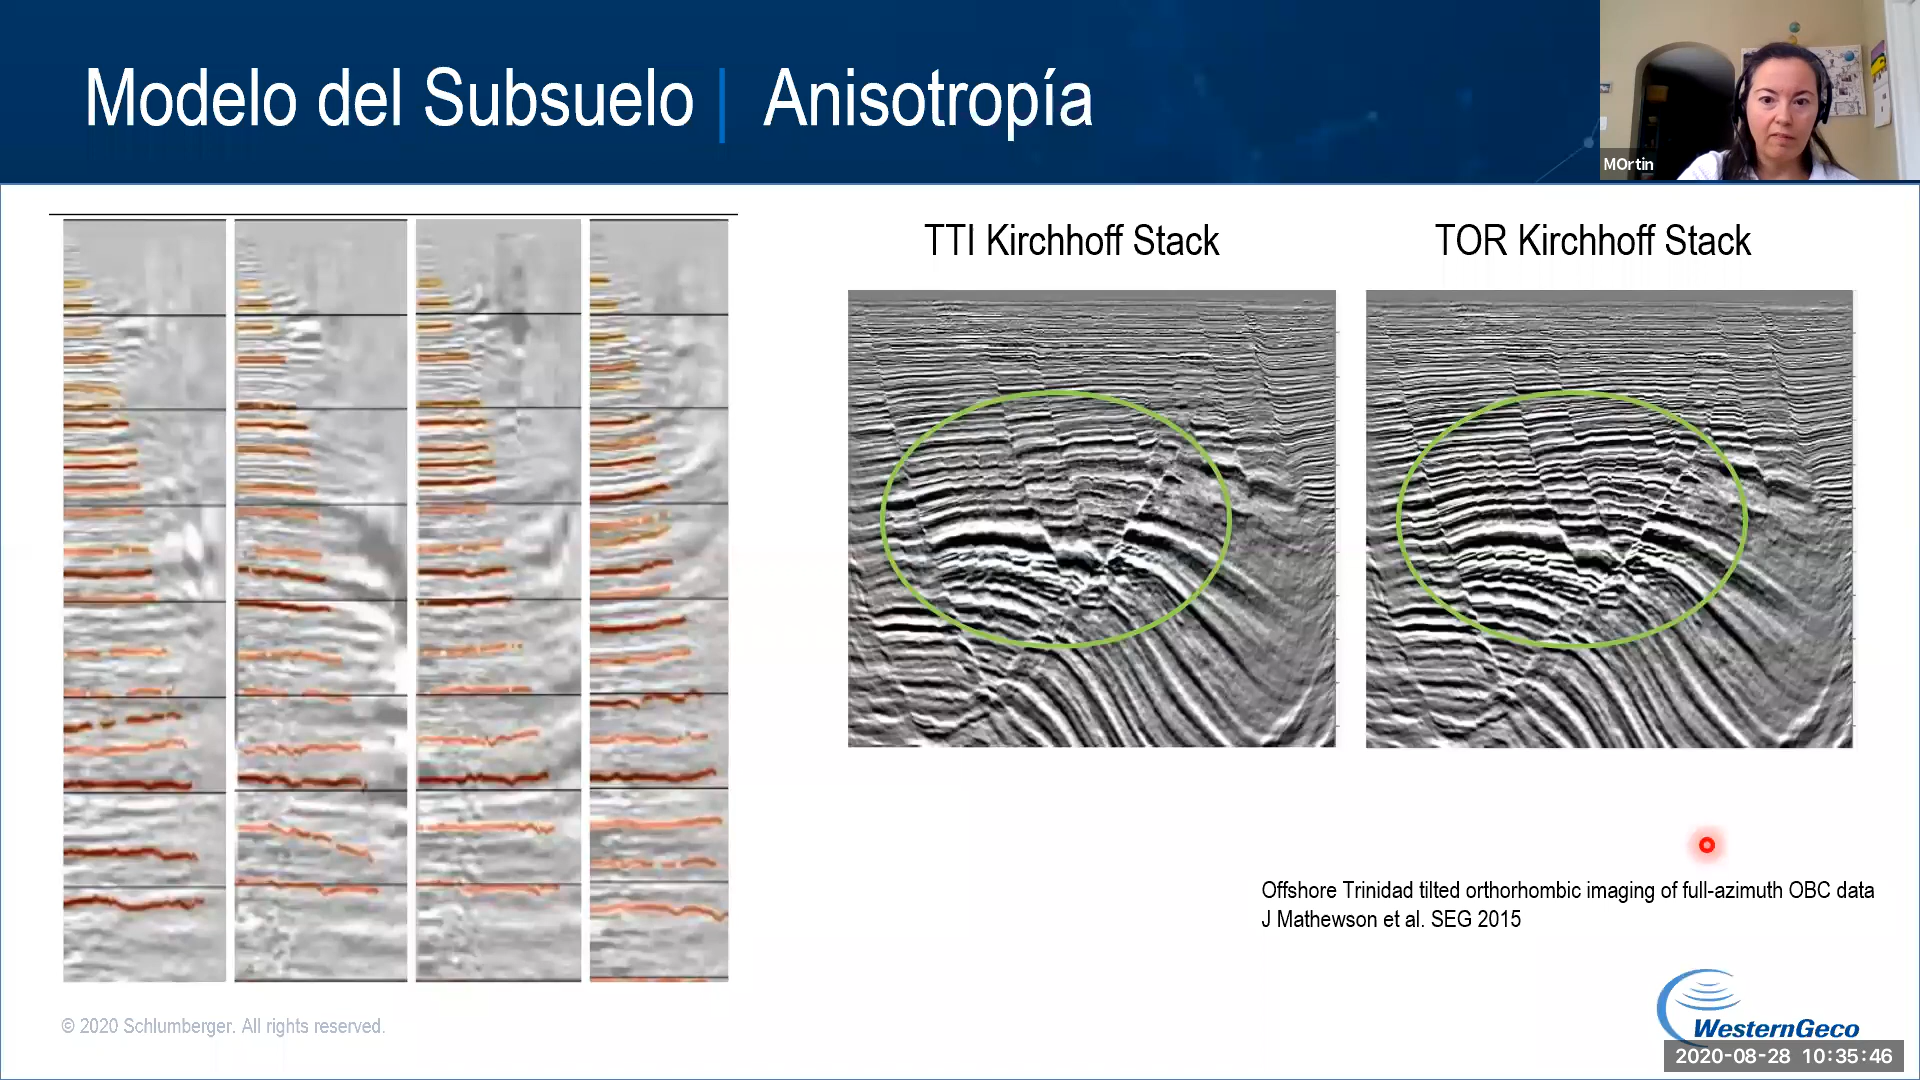 Modelo del Subsuelo | Anisotropía
MOrtin
TTI Kirchhoff Stack
TOR Kirchhoff Stack
Offshore Trinidad tilted orthorhombic imaging of full-azimuth OBC data
J Mathewson et al. SEG 2015
© 2020 Schlumberger. All rights reserved.
WesternGeco
2020-08-28 10:35:46